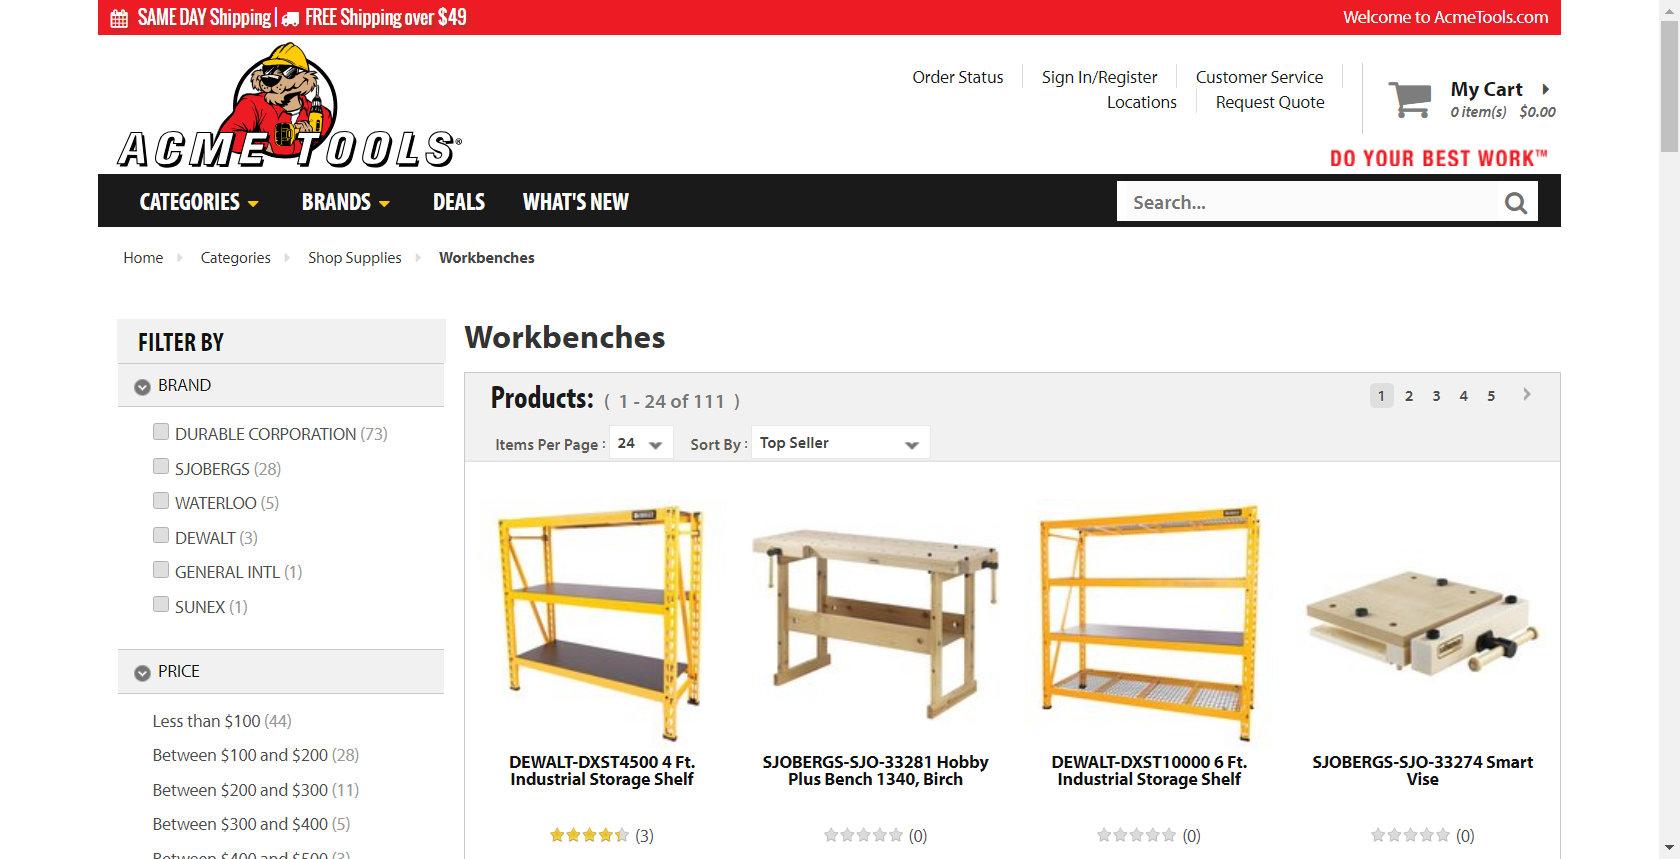 SAME DAY Shipping | FREE Shipping over $49
Welcome to AcmeTools.com
Order Status
Sign In/Register
Customer Service
Locations
Request Quote
My Cart
0 item(s) $0.00
ACME TOOLS®
DO YOUR BEST WORK™
CATEGORIES
BRANDS
DEALS
WHAT'S NEW
Search...
Home
Categories
Shop Supplies
Workbenches
FILTER BY
BRAND
DURABLE CORPORATION (73)
SJOBERGS (28)
WATERLOO (5)
DEWALT (3)
GENERAL INTL (1)
SUNEX (1)
PRICE
Less than $100 (44)
Between $100 and $200 (28)
Between $200 and $300 (11)
Between $300 and $400 (5)
Between $400 and $500 (3)
Workbenches
Products: ( 1 - 24 of 111 )
1 2 3 4 5
Items Per Page : 24
Sort By : Top Seller
DEWALT-DXST4500 4 Ft.
Industrial Storage Shelf
(3)
SJOBERGS-SJO-33281 Hobby
Plus Bench 1340, Birch
(0)
DEWALT-DXST10000 6 Ft.
Industrial Storage Shelf
(0)
SJOBERGS-SJO-33274 Smart
Vise
(0)